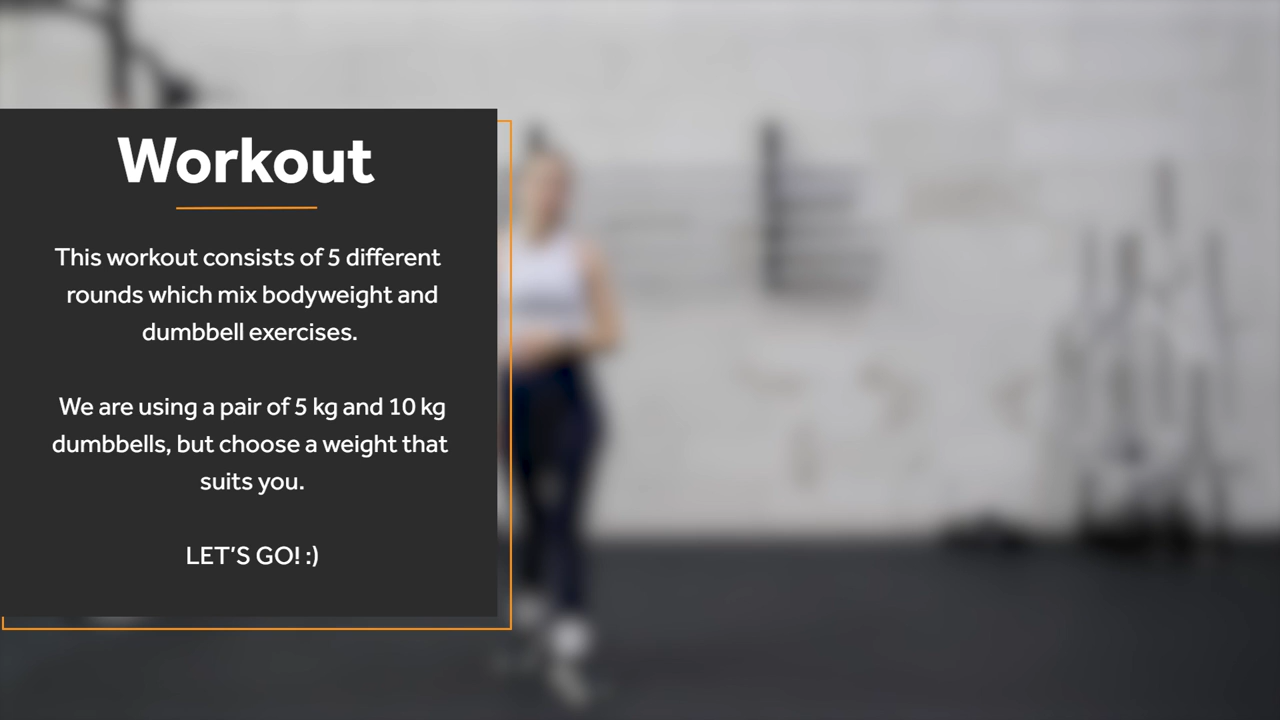 Workout
This workout consists of 5 different
rounds which mix bodyweight and
dumbbell exercises.
We are using a pair of 5 kg and 10 kg
dumbbells, but choose a weight that
suits you.
LET'S GO! :)